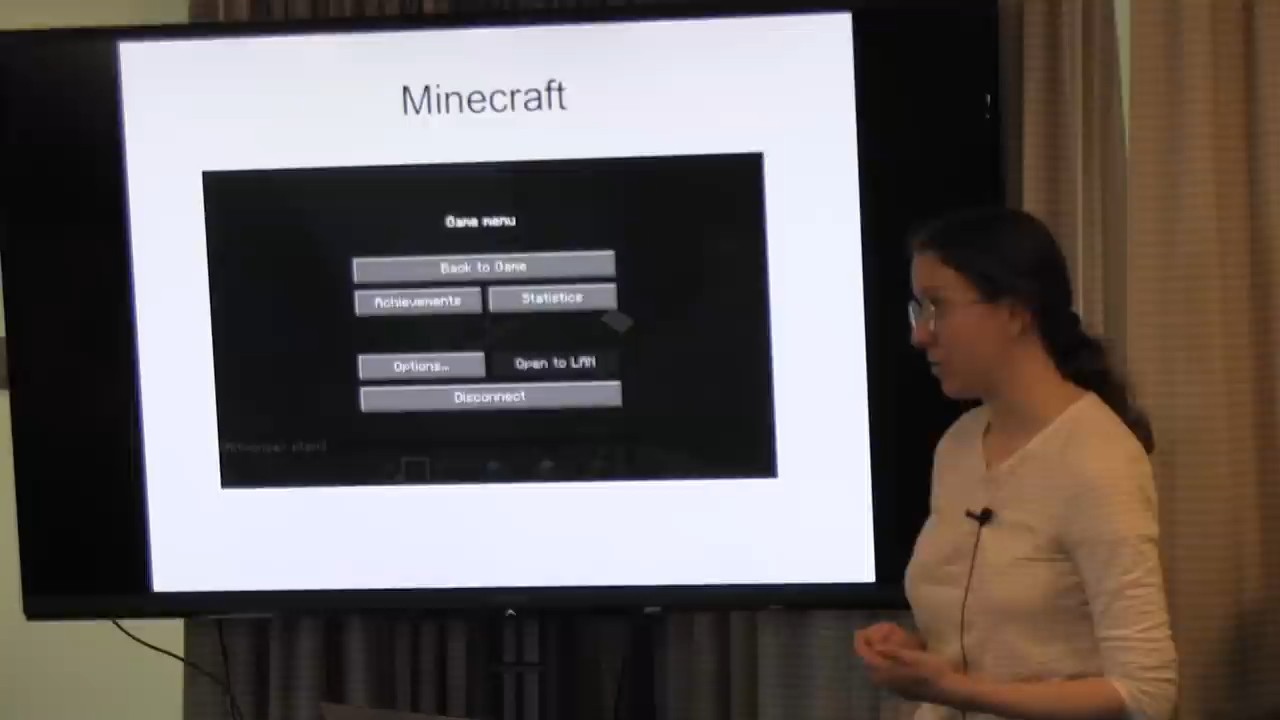 Minecraft
Game menu
Back to Game
Achievements Statistics
Options... Open to LAN
Disconnect